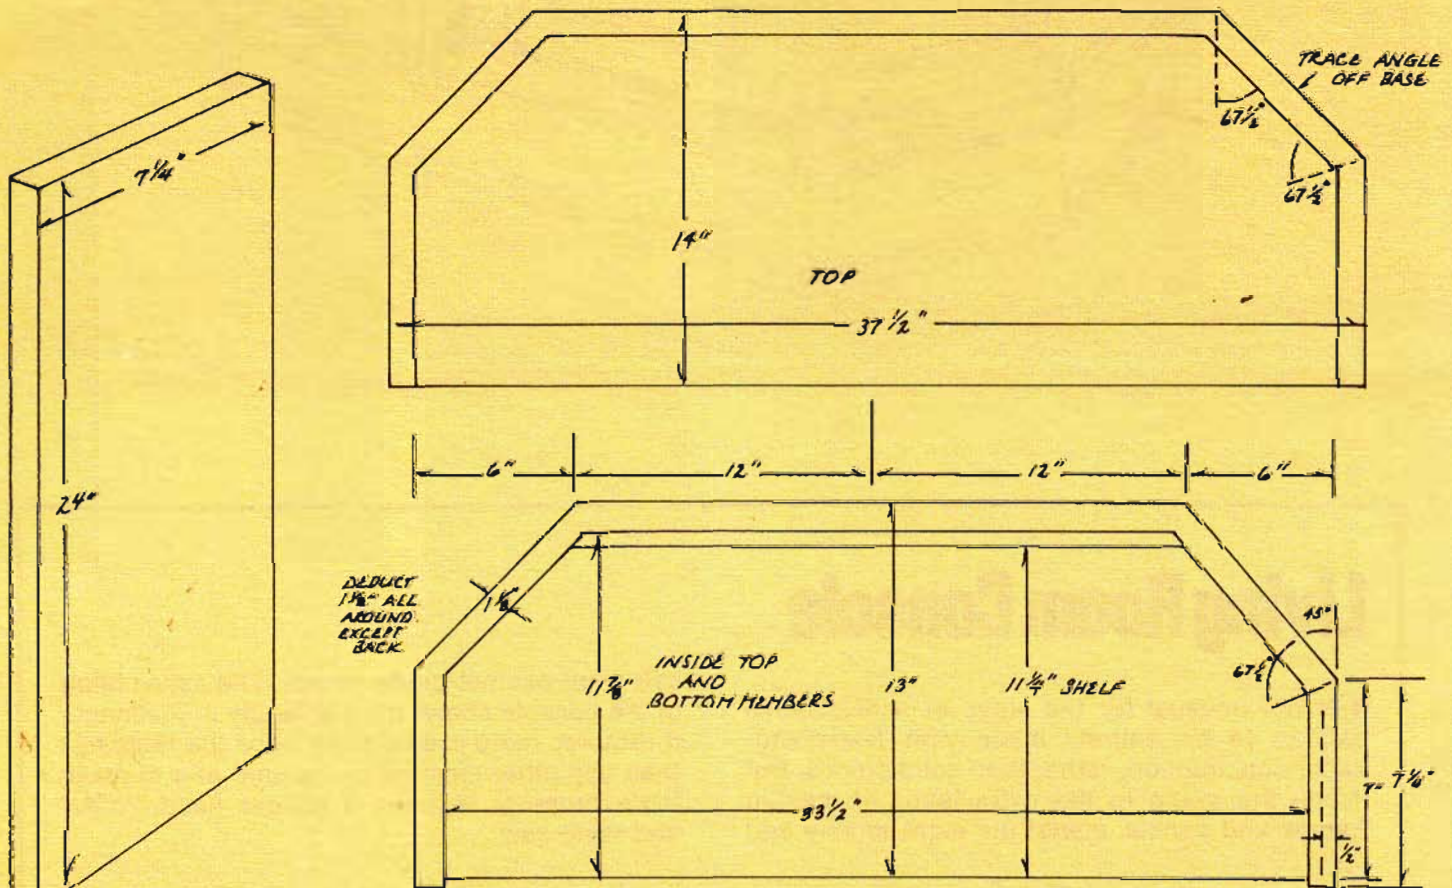 TRACE ANGLE
OFF BASE
67½°
67½°
7¼"
14"
TOP
37½"
24"
6"
12"
12"
6"
DEDUCT
1⅛" ALL
AROUND
EXCEPT
BACK
1⅛"
45°
67½°
INSIDE TOP
AND
BOTTOM MEMBERS
11⅞"
13"
11¼" SHELF
33½"
7"
7¼"
½"